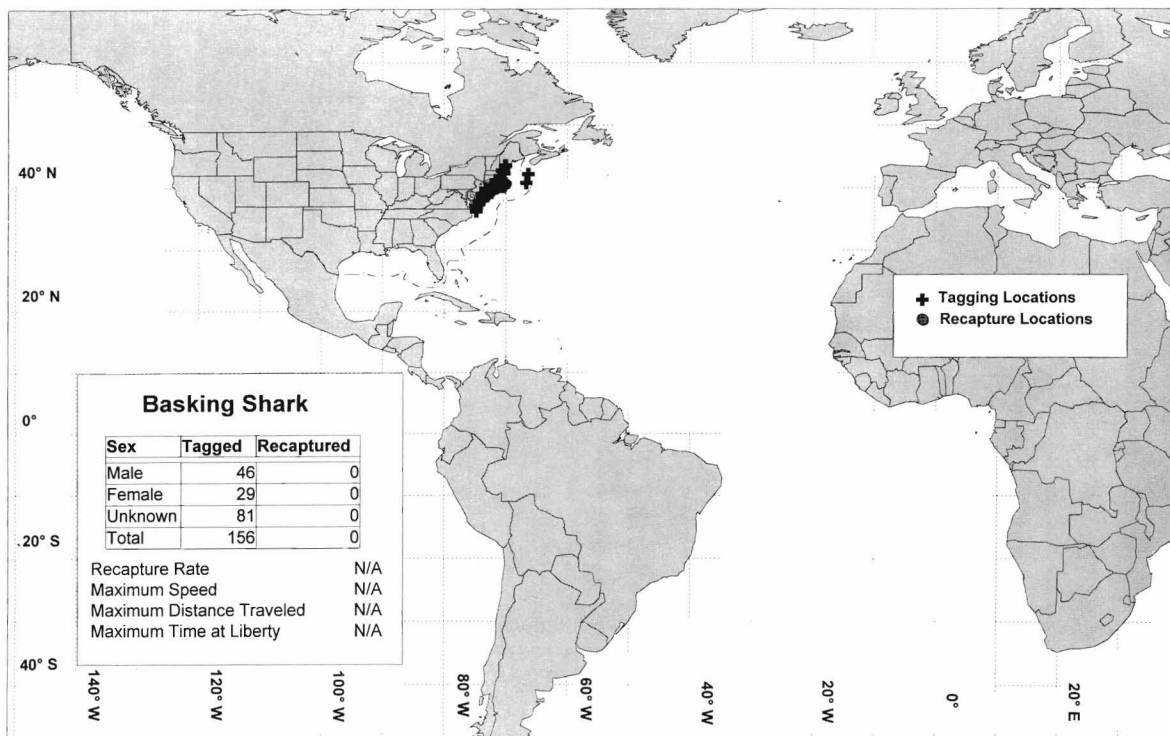 40° N
20° N
0°
20° S
40° S
Tagging Locations
Recapture Locations
Basking Shark
Sex Tagged Recaptured
Male 46 0
Female 29 0
Unknown 81 0
Total 156 0
Recapture Rate N/A
Maximum Speed N/A
Maximum Distance Traveled N/A
Maximum Time at Liberty N/A
140° W
120° W
100° W
80° W
60° W
40° W
20° W
0°
20° E